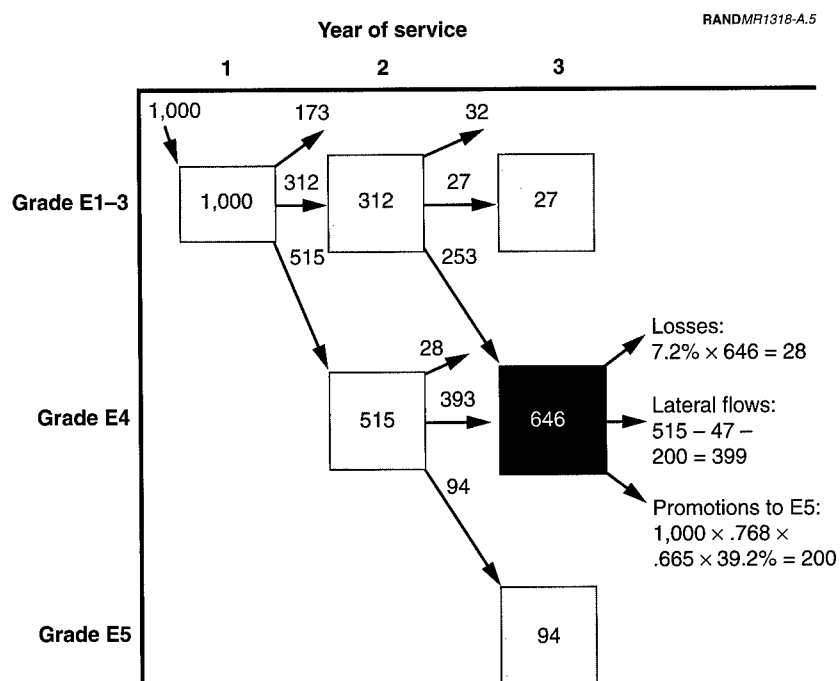 RANDMR1318-A.5
Year of service
1 2 3
1,000 173 32
Grade E1–3
1,000
312
312
27
27
515
253
Grade E4
515
28
393
94
646
Losses:
7.2% × 646 = 28
Lateral flows:
515 – 47 –
200 = 399
Promotions to E5:
1,000 × .768 ×
.665 × 39.2% = 200
Grade E5
94